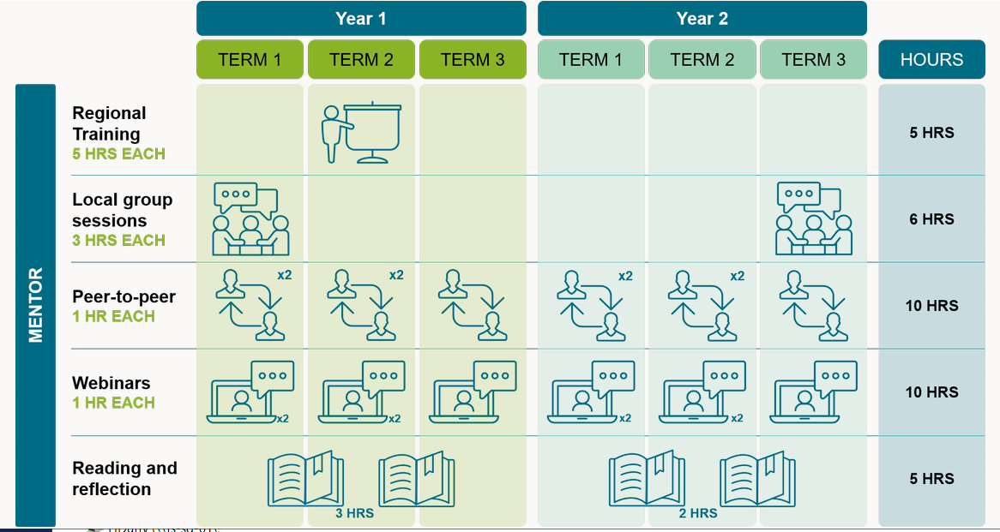 Year 1
Year 2
TERM 1
TERM 2
TERM 3
TERM 1
TERM 2
TERM 3
HOURS
MENTOR
Regional
Training
5 HRS EACH
5 HRS
Local group
sessions
3 HRS EACH
6 HRS
Peer-to-peer
1 HR EACH
x2
x2
x2
x2
10 HRS
Webinars
1 HR EACH
x2
x2
x2
x2
10 HRS
Reading and
reflection
3 HRS
2 HRS
5 HRS